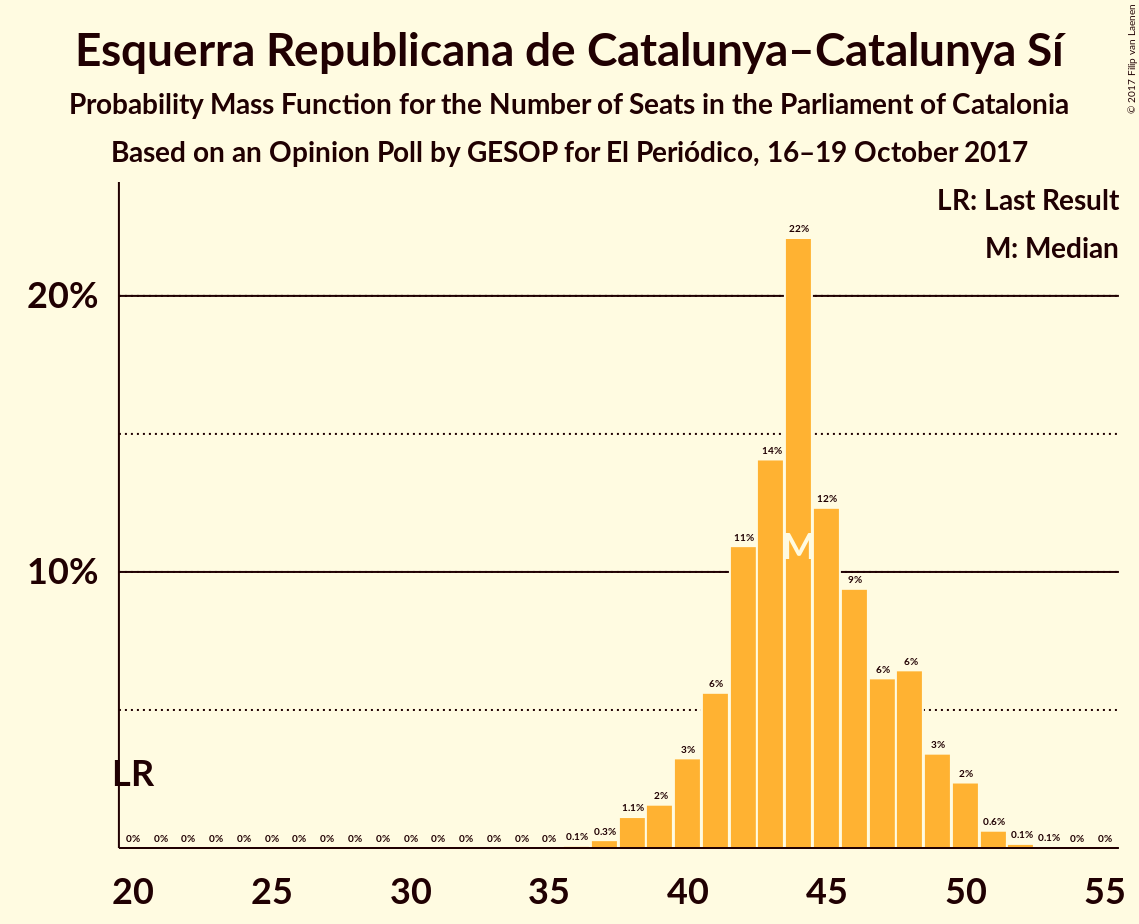 Esquerra Republicana de Catalunya–Catalunya Sí
Probability Mass Function for the Number of Seats in the Parliament of Catalonia
Based on an Opinion Poll by GESOP for El Periódico, 16–19 October 2017
© 2017 Filip van Laenen
LR: Last Result
M: Median
20%
10%
22%
14%
12%
11%
M
9%
6%
6%
6%
3%
3%
2%
2%
1.1%
0.6%
0.3%
LR
0% 0% 0% 0% 0% 0% 0% 0% 0% 0% 0% 0% 0% 0% 0% 0% 0.1% 0.1% 0.1% 0% 0%
20 25 30 35 40 45 50 55